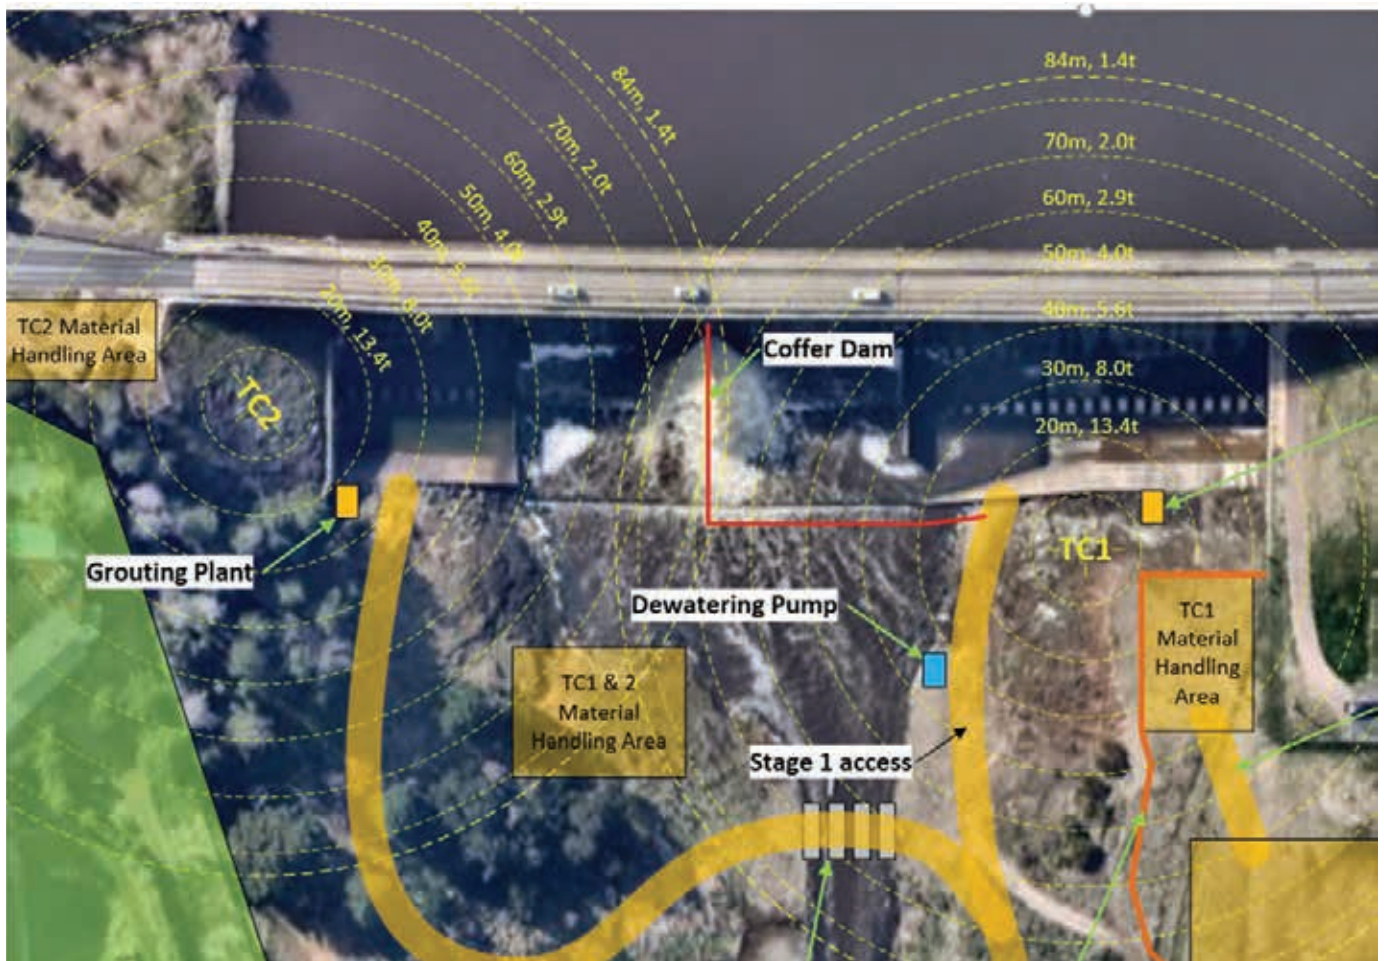 84m, 1.4t
70m, 2.0t
60m, 2.9t
50m, 4.0t
40m, 5.6t
30m, 8.0t
20m, 13.4t
84m, 1.4t
70m, 2.0t
60m, 2.9t
50m, 4.0t
40m, 5.6t
30m, 8.0t
20m, 13.4t
TC2 Material
Handling Area
Coffer Dam
TC2
TC1
Grouting Plant
Dewatering Pump
TC1
Material
Handling
Area
TC1 & 2
Material
Handling Area
Stage 1 access